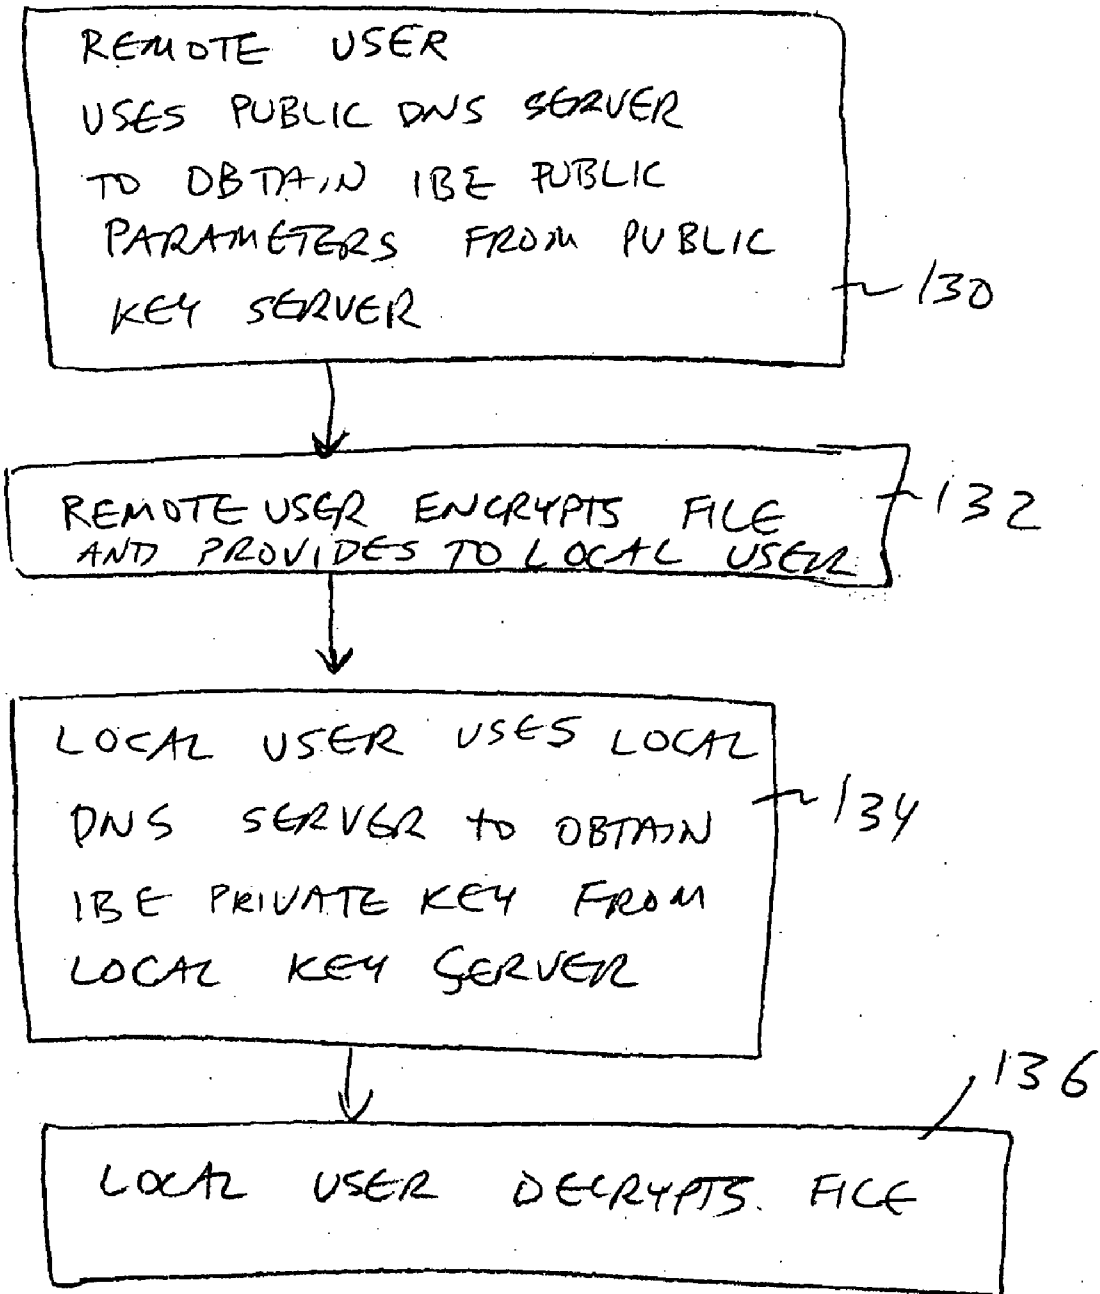 REMOTE USER
USES PUBLIC DNS SERVER
TO OBTAIN IBE PUBLIC
PARAMETERS FROM PUBLIC
KEY SERVER
130
REMOTE USER ENCRYPTS FILE
AND PROVIDES TO LOCAL USER
132
LOCAL USER USES LOCAL
DNS SERVER TO OBTAIN
IBE PRIVATE KEY FROM
LOCAL KEY SERVER
134
136
LOCAL USER DECRYPTS FILE